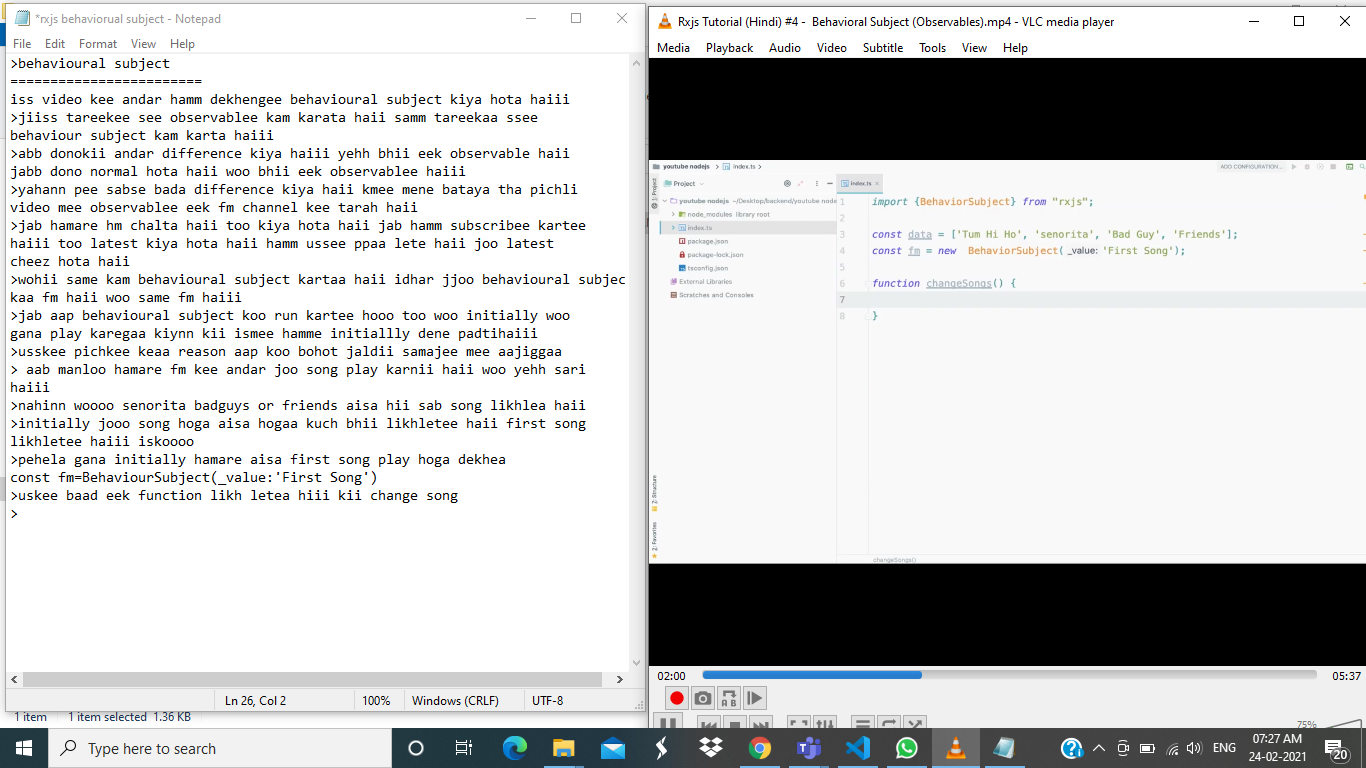 *rxjs behaviorual subject - Notepad
File Edit Format View Help
>behavioural subject
========================
iss video kee andar hamm dekhengee behavioural subject kiya hota haiii
>jiiss tareekee see observablee kam karata haii samm tareekaa ssee
behaviour subject kam karta haiii
>abb donokii andar difference kiya haiii yehh bhii eek observable haii
jabb dono normal hota haii woo bhii eek observablee haiii
>yahann pee sabse bada difference kiya haii kmee mene bataya tha pichli
video mee observablee eek fm channel kee tarah haii
>jab hamare hm chalta haii too kiya hota haii jab hamm subscribee kartee
haiii too latest kiya hota haii hamm ussee ppaa lete haii joo latest
cheez hota haii
>wohii same kam behavioural subject kartaa haii idhar jjoo behavioural subjec
kaa fm haii woo same fm haiii
>jab aap behavioural subject koo run kartee hooo too woo initially woo
gana play karegaa kiynn kii ismee hamme initiallly dene padtihaiii
>usskee pichkee keaa reason aap koo bohot jaldii samajee mee aajiggaa
> aab manloo hamare fm kee andar joo song play karnii haii woo yehh sari
haiii
>nahinn woooo senorita badguys or friends aisa hii sab song likhlea haii
>initially jooo song hoga aisa hogaa kuch bhii likhletee haii first song
likhletee haiii iskoooo
>pehela gana initially hamare aisa first song play hoga dekhea
const fm=BehaviourSubject(_value:'First Song')
>uskee baad eek function likh letea hiii kii change song
>
Ln 26, Col 2 100% Windows (CRLF) UTF-8
1 item 1 item selected 1.36 KB
Rxjs Tutorial (Hindi) #4 - Behavioral Subject (Observables).mp4 - VLC media player
Media Playback Audio Video Subtitle Tools View Help
youtube nodejs > index.ts >
ADD CONFIGURATION...
1: Project
Project
index.ts
youtube nodejs ~/Desktop/backend/youtube node
node_modules library root
index.ts
package.json
package-lock.json
tsconfig.json
External Libraries
Scratches and Consoles
Z: Structure
2: Favorites
1 import {BehaviorSubject} from "rxjs";
2
3 const data = ['Tum Hi Ho', 'senorita', 'Bad Guy', 'Friends'];
4 const fm = new BehaviorSubject( _value: 'First Song');
5
6 function changeSongs() {
7
8 }
changeSongs()
02:00 05:37
A B
75%
Type here to search
ENG
07:27 AM
24-02-2021
20